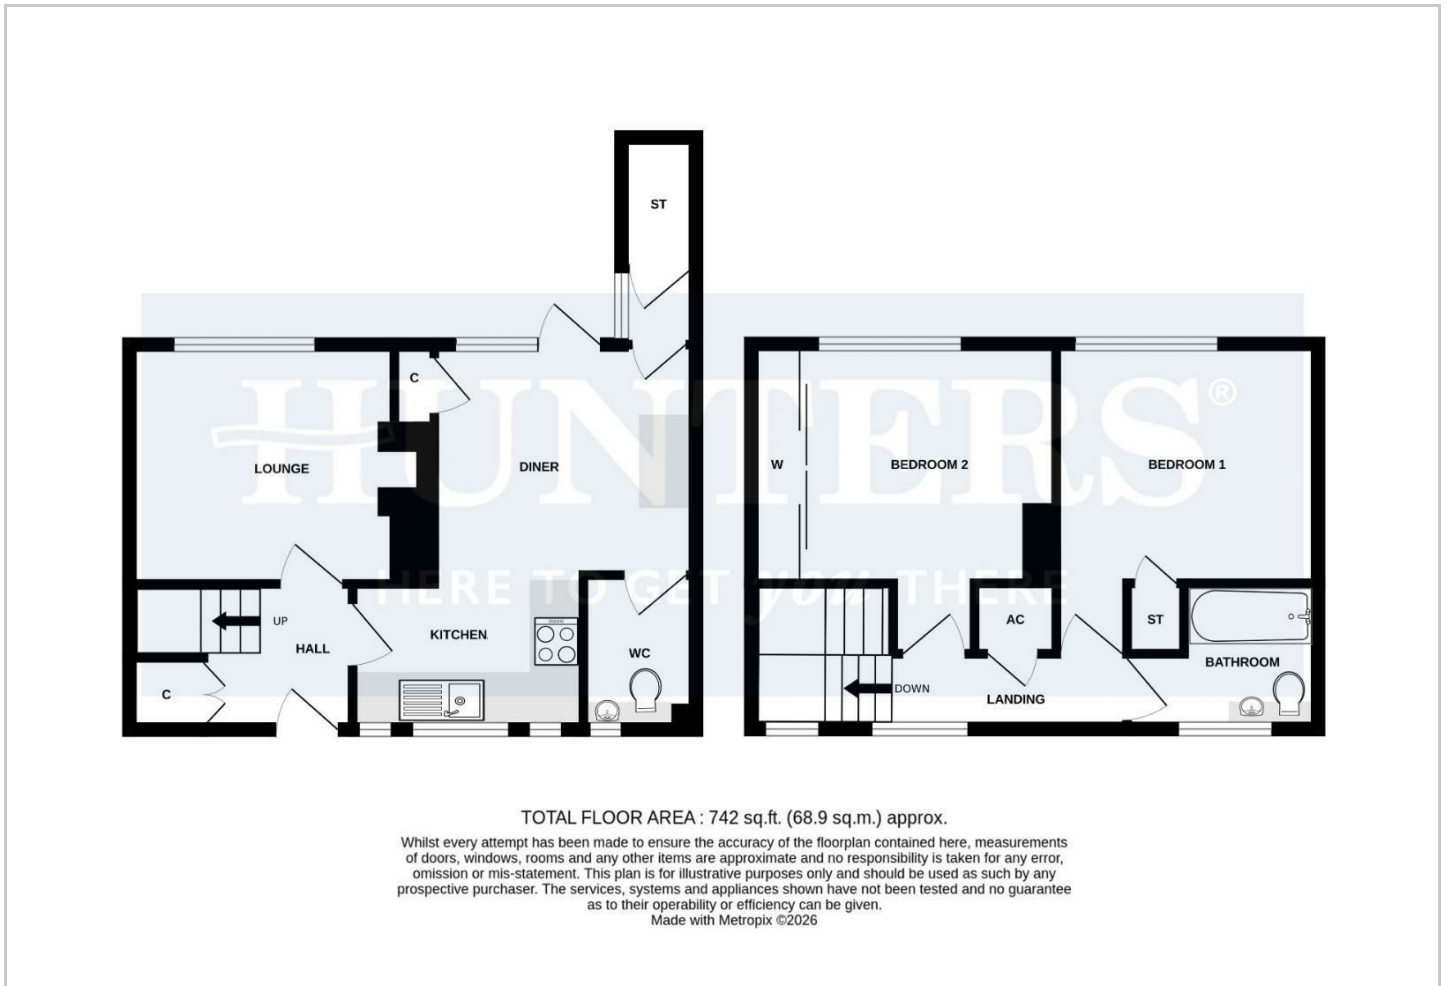 ST
C
LOUNGE
DINER
W
BEDROOM 2
BEDROOM 1
HUNTERS®
HERE TO GET you THERE
UP
HALL
KITCHEN
WC
C
AC
ST
BATHROOM
DOWN
LANDING
TOTAL FLOOR AREA : 742 sq.ft. (68.9 sq.m.) approx.
Whilst every attempt has been made to ensure the accuracy of the floorplan contained here, measurements
of doors, windows, rooms and any other items are approximate and no responsibility is taken for any error,
omission or mis-statement. This plan is for illustrative purposes only and should be used as such by any
prospective purchaser. The services, systems and appliances shown have not been tested and no guarantee
as to their operability or efficiency can be given.
Made with Metropix ©2026